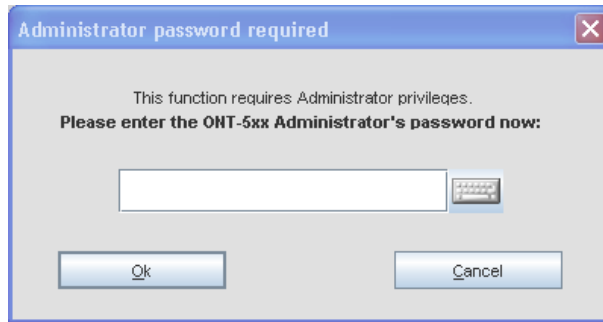 Administrator password required
This function requires Administrator privileges.
Please enter the ONT-5xx Administrator's password now:
Ok
Cancel